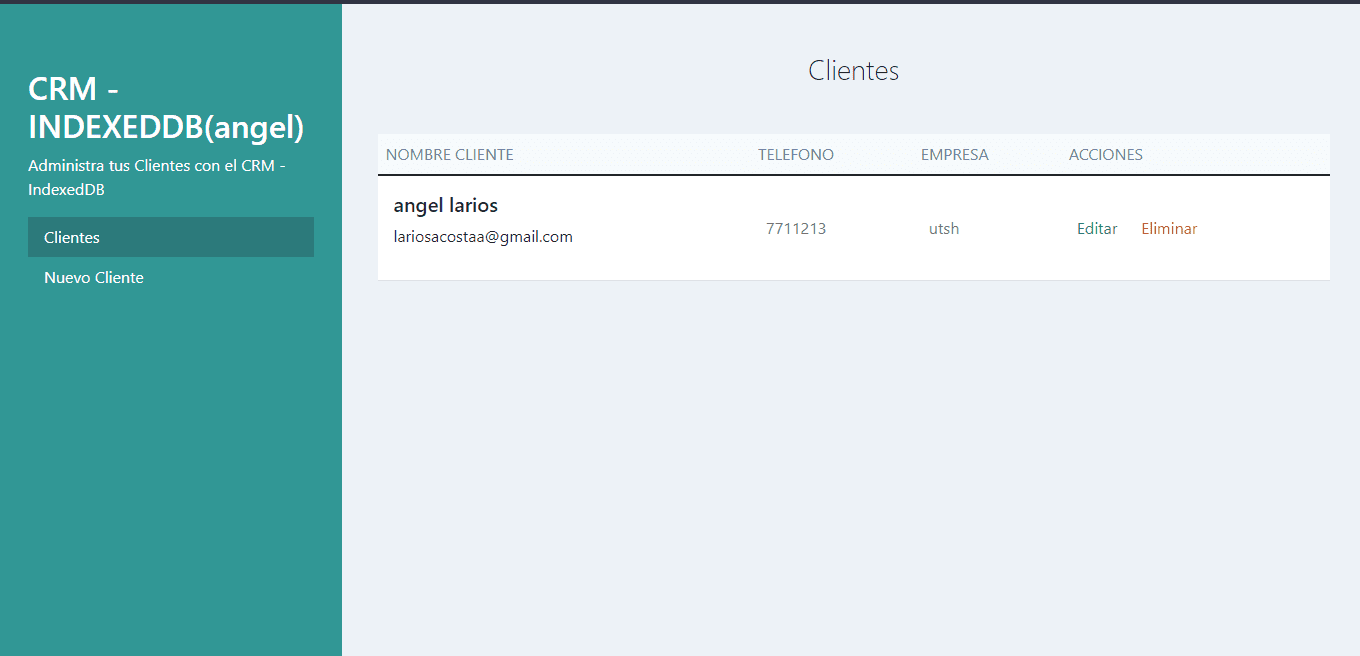 CRM -
INDEXEDDB(angel)
Administra tus Clientes con el CRM -
IndexedDB
Clientes
Nuevo Cliente
Clientes
NOMBRE CLIENTE TELEFONO EMPRESA ACCIONES
angel larios
lariosacostaa@gmail.com
7711213 utsh Editar Eliminar